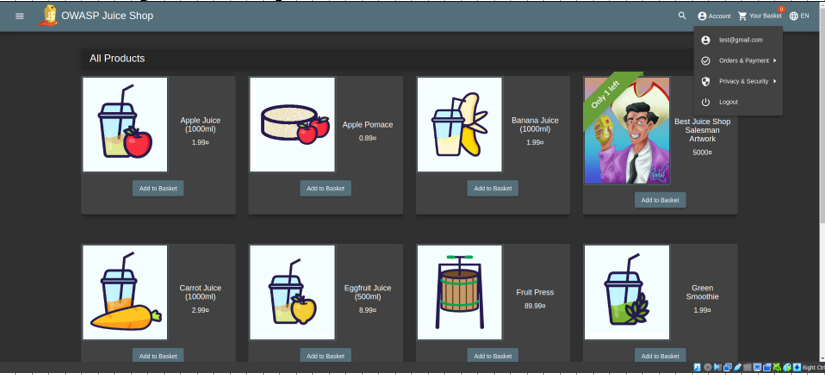 OWASP Juice Shop
Account
Your Basket
0
EN
test@gmail.com
Orders & Payment
Privacy & Security
Logout
All Products
Apple Juice
(1000ml)
1.99¤
Add to Basket
Apple Pomace
0.89¤
Add to Basket
Banana Juice
(1000ml)
1.99¤
Add to Basket
Only 1 left
Best Juice Shop
Salesman
Artwork
5000¤
Add to Basket
Carrot Juice
(1000ml)
2.99¤
Add to Basket
Eggfruit Juice
(500ml)
8.99¤
Add to Basket
Fruit Press
89.99¤
Add to Basket
Green
Smoothie
1.99¤
Add to Basket
Right Ctrl